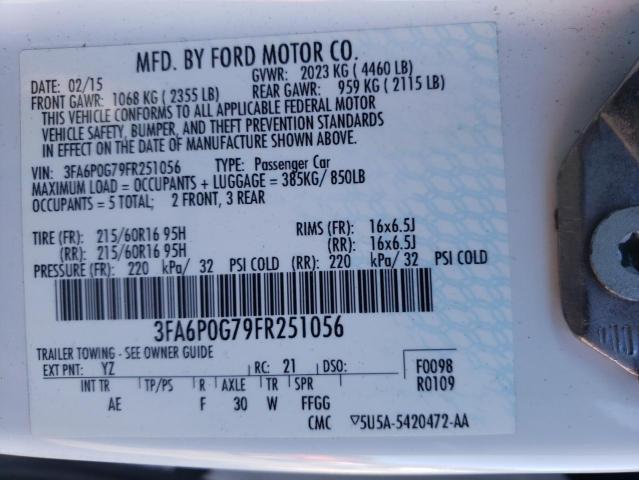 MFD. BY FORD MOTOR CO.
DATE: 02/15 GVWR: 2023 KG ( 4460 LB)
FRONT GAWR: 1068 KG ( 2355 LB) REAR GAWR: 959 KG ( 2115 LB)
THIS VEHICLE CONFORMS TO ALL APPLICABLE FEDERAL MOTOR
VEHICLE SAFETY, BUMPER, AND THEFT PREVENTION STANDARDS
IN EFFECT ON THE DATE OF MANUFACTURE SHOWN ABOVE.
VIN: 3FA6P0G79FR251056 TYPE: Passenger Car
MAXIMUM LOAD = OCCUPANTS + LUGGAGE = 385KG/ 850LB
OCCUPANTS = 5 TOTAL; 2 FRONT, 3 REAR
TIRE (FR): 215/60R16 95H RIMS (FR): 16x6.5J
(RR): 215/60R16 95H (RR): 16x6.5J
PRESSURE (FR): 220 kPa/ 32 PSI COLD (RR): 220 kPa/ 32 PSI COLD
3FA6P0G79FR251056
TRAILER TOWING - SEE OWNER GUIDE
EXT PNT: YZ RC: 21 DSO: F0098
INT TR TP/PS R AXLE TR SPR R0109
AE F 30 W FFGG
CMC ▽5U5A-5420472-AA